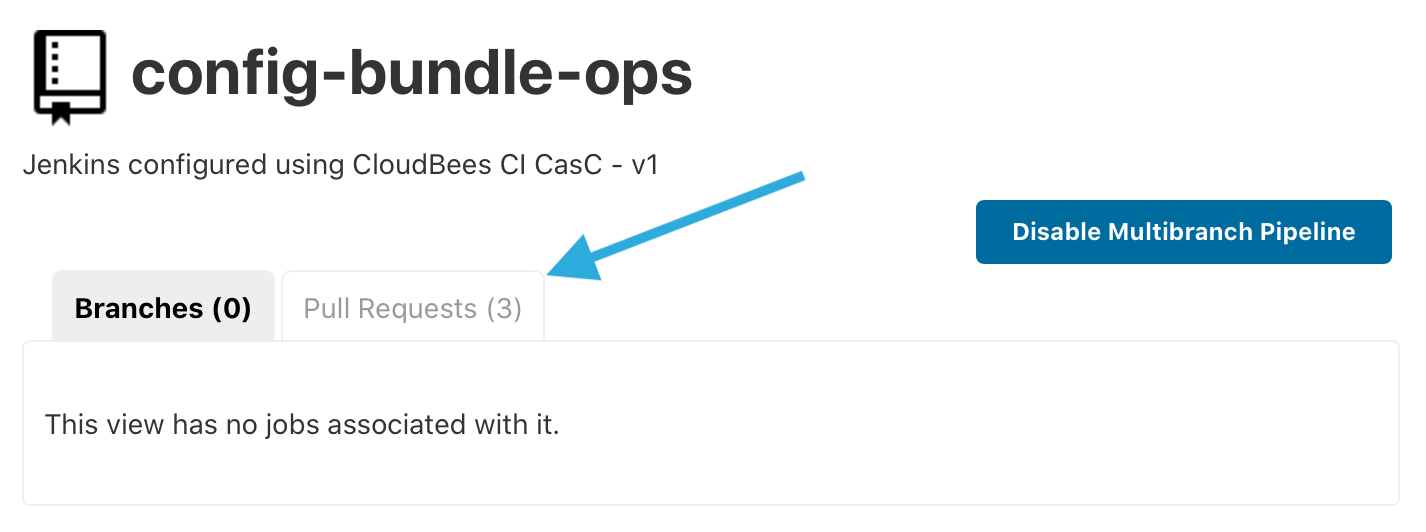 config-bundle-ops
Jenkins configured using CloudBees CI CasC - v1
Disable Multibranch Pipeline
Branches (0)
Pull Requests (3)
This view has no jobs associated with it.